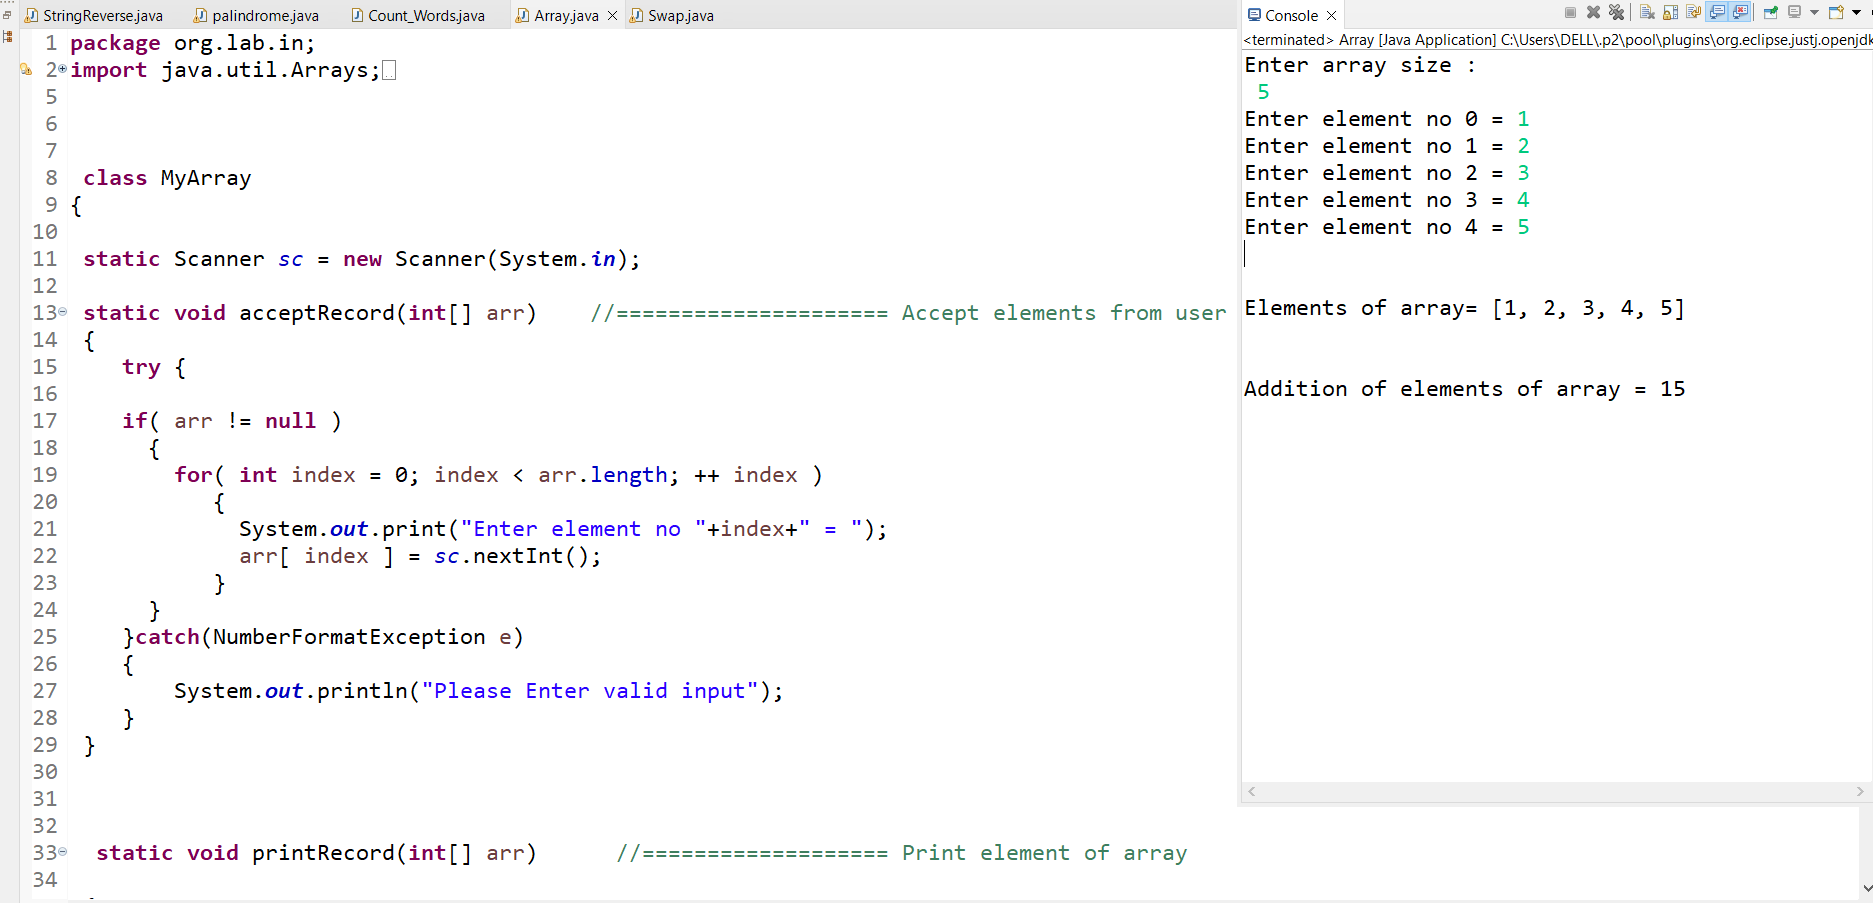 StringReverse.java palindrome.java Count_Words.java Array.java Swap.java
1 package org.lab.in;
2 import java.util.Arrays;
5
6
7
8 class MyArray
9 {
10
11 static Scanner sc = new Scanner(System.in);
12
13 static void acceptRecord(int[] arr) //===================== Accept elements from user
14 {
15 try {
16
17 if( arr != null )
18 {
19 for( int index = 0; index < arr.length; ++ index )
20 {
21 System.out.print("Enter element no "+index+" = ");
22 arr[ index ] = sc.nextInt();
23 }
24 }
25 }catch(NumberFormatException e)
26 {
27 System.out.println("Please Enter valid input");
28 }
29 }
30
31
32
33 static void printRecord(int[] arr) //=================== Print element of array
34
Console
<terminated> Array [Java Application] C:\Users\DELL\.p2\pool\plugins\org.eclipse.justj.openjdk
Enter array size :
5
Enter element no 0 = 1
Enter element no 1 = 2
Enter element no 2 = 3
Enter element no 3 = 4
Enter element no 4 = 5
Elements of array= [1, 2, 3, 4, 5]
Addition of elements of array = 15